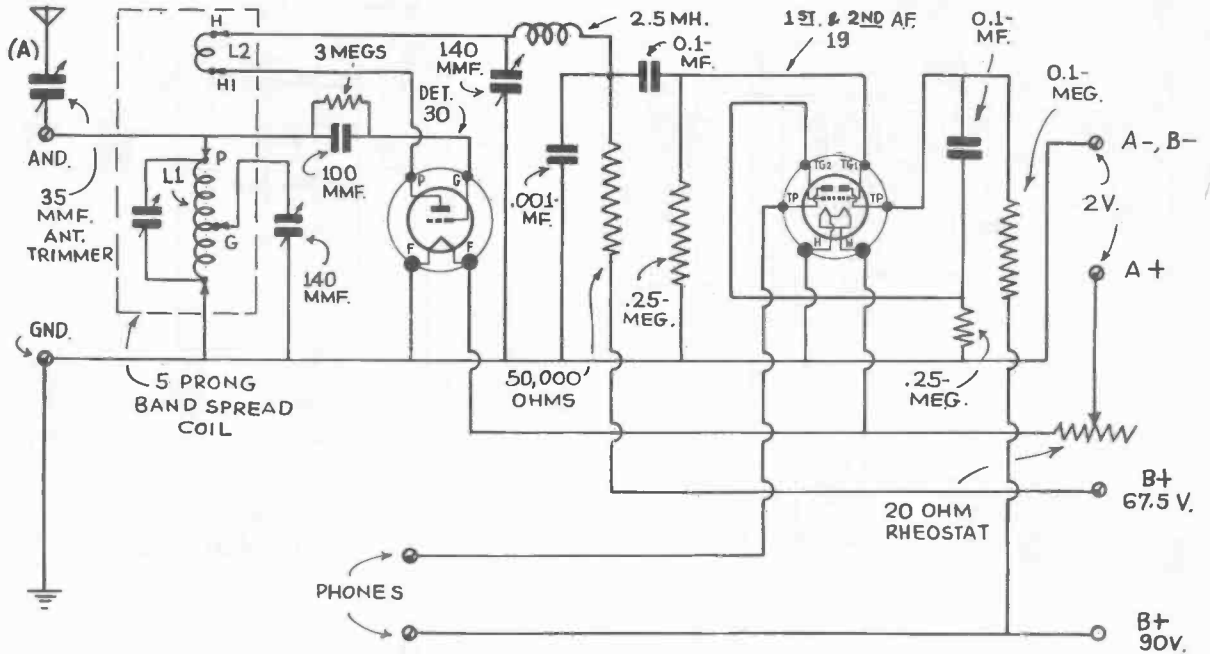 (A)
H
L2
H1
3 MEGS
140
MMF.
2.5 MH.
0.1-
MF.
1ST. & 2ND AF.
19
0.1-
MF.
0.1-
MEG.
DET.
30
AND.
35
MMF.
ANT.
TRIMMER
P
L1
G
100
MMF.
140
MMF.
P
G
F
F
.001-
MF.
.25-
MEG.
TG2
TG1
TP
TP
H
H
A-, B-
2V.
A+
GND.
5 PRONG
BAND SPREAD
COIL
50,000
OHMS
.25-
MEG.
20 OHM
RHEOSTAT
B+
67.5 V.
PHONES
B+
90V.